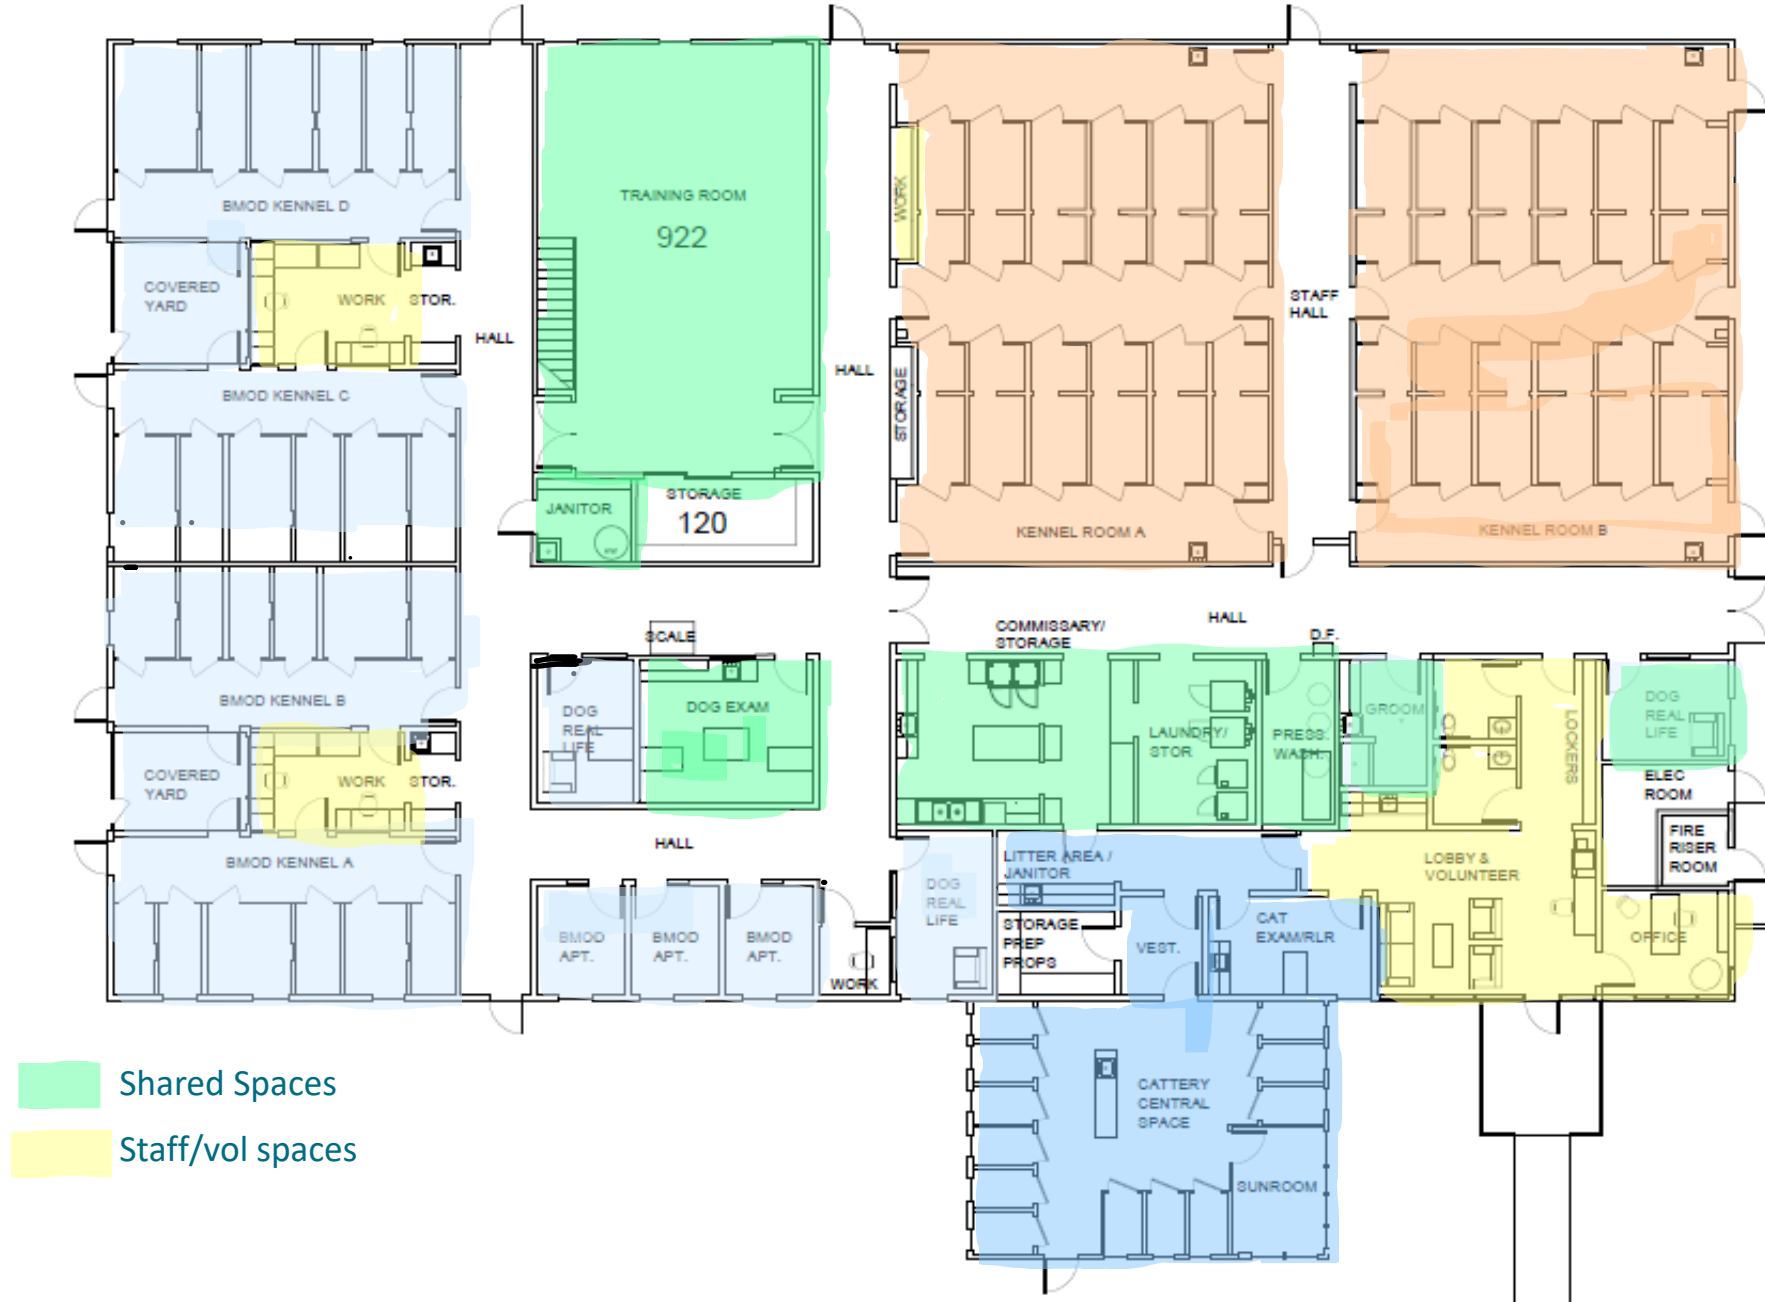 BMOD KENNEL D
COVERED
YARD
WORK
STOR.
HALL
BMOD KENNEL C
BMOD KENNEL B
COVERED
YARD
WORK
STOR.
BMOD KENNEL A
TRAINING ROOM
922
JANITOR
STORAGE
120
HALL
WORK
STORAGE
KENNEL ROOM A
STAFF
HALL
KENNEL ROOM B
SCALE
DOG
REAL
LIFE
DOG EXAM
HALL
BMOD
APT.
BMOD
APT.
BMOD
APT.
WORK
HALL
COMMISSARY/
STORAGE
D.F.
LAUNDRY/
STOR
PRESS.
WASH.
GROOM
LOCKERS
DOG
REAL
LIFE
ELEC
ROOM
FIRE
RISER
ROOM
LOBBY &
VOLUNTEER
OFFICE
DOG
REAL
LIFE
LITTER AREA /
JANITOR
STORAGE
PREP
PROPS
VEST.
CAT
EXAM/RLR
CATTERY
CENTRAL
SPACE
SUNROOM
Shared Spaces
Staff/vol spaces